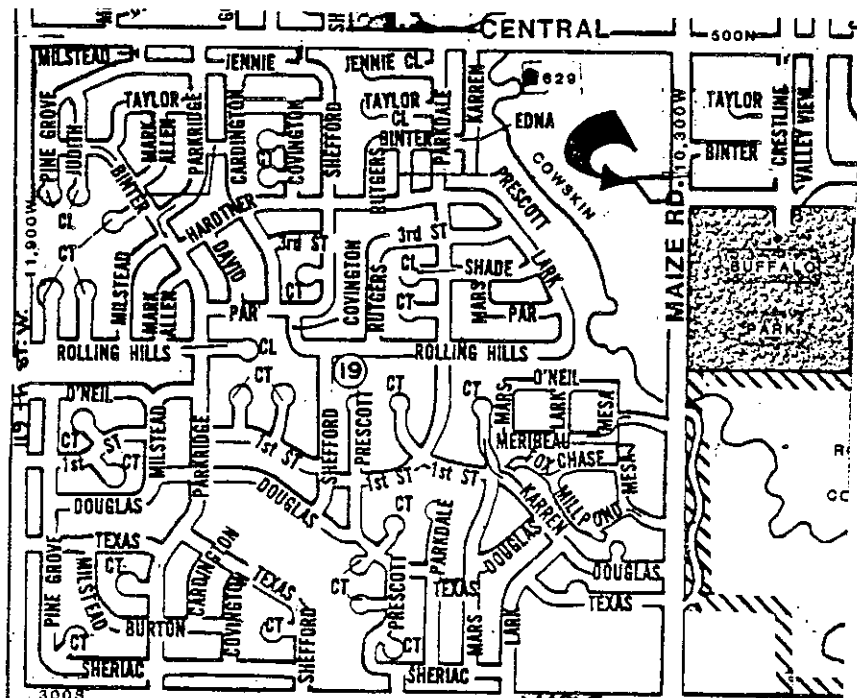 CENTRAL
500N
MILSTEAD
JENNIE
JENNIE CL
KARREN
629
PINE GROVE
JUDITH
TAYLOR
MARK ALLEN
PARKRIDGE
CARDINGTON
COVINGTON
SHEFFORD
TAYLOR
CL
BINTER
PARKDALE
EDNA
TAYLOR
CRESTLINE
VALLEY VIEW
BINTER
10,300W
MAIZE RD.
COWSKIN
BINTER
HARDTNER
RUTGERS
PRESCOTT
LARK
11,900W
CL
CT
DAVID
3RD ST
3RD ST
CL
SHADE
CT
COVINGTON
RUTGERS
CT
MARS
PAR
BUFFALO
PARK
MILSTEAD
MARK ALLEN
PAR
ROLLING HILLS
CL
ROLLING HILLS
119TH ST. W.
19
CT
CT
O'NEIL
O'NEIL
MARS
LARK
MESA
CT
1ST
ST
CT
MILSTEAD
PARKRIDGE
1ST ST
SHEFFORD
PRESCOTT
1ST ST
1ST ST
MERIBEAU
FOX CHASE
MESA
KARREN
MILLPOND
DOUGLAS
DOUGLAS
CT
PARKDALE
DOUGLAS
DOUGLAS
TEXAS
PINE GROVE
MILSTEAD
CT
CARDINGTON
TEXAS
CT
PRESCOTT
TEXAS
TEXAS
BURTON
COVINGTON
CT
SHEFFORD
CT
MARS
LARK
CT
SHERIAC
SHERIAC
300S